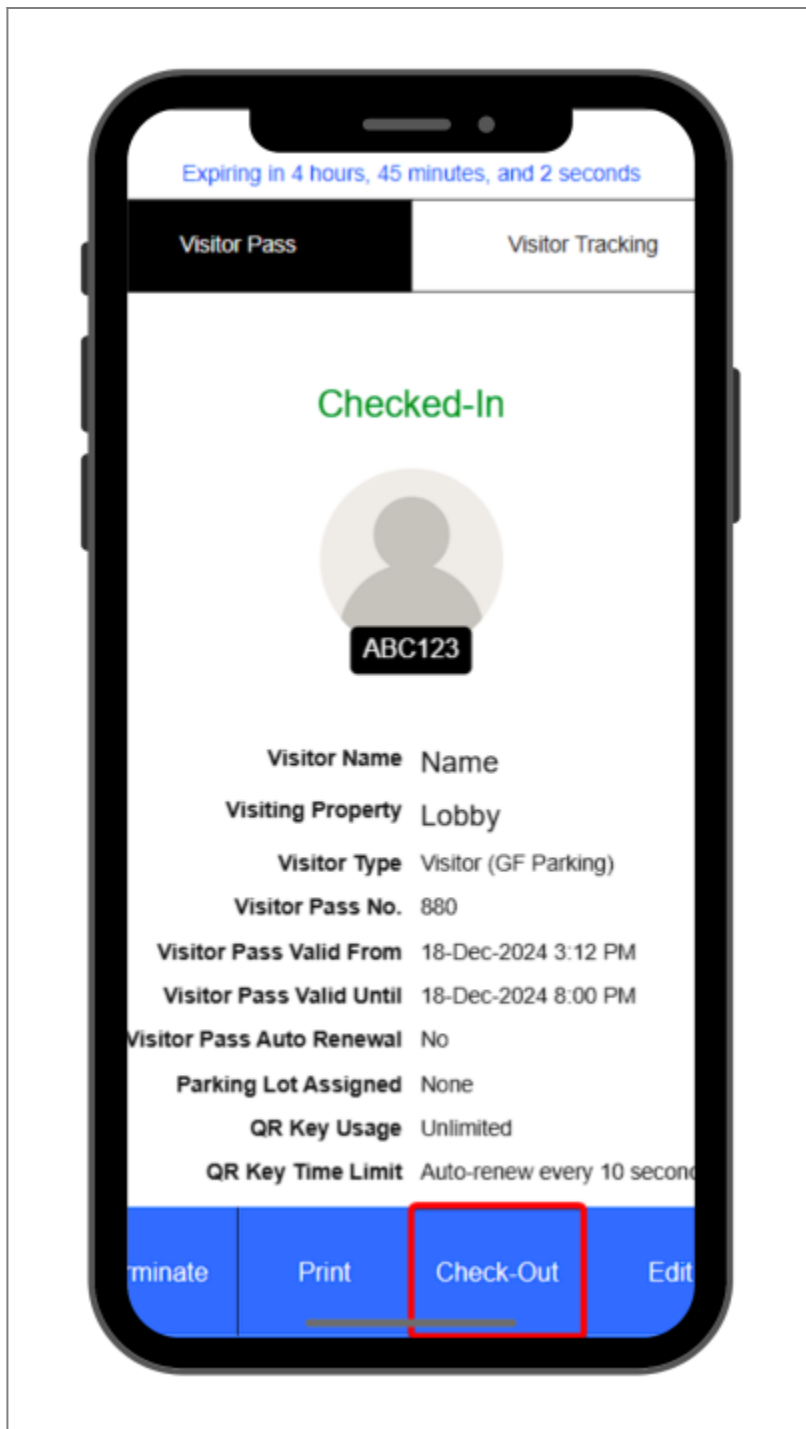 Expiring in 4 hours, 45 minutes, and 2 seconds
Visitor Pass Visitor Tracking
Checked-In
ABC123
Visitor Name Name
Visiting Property Lobby
Visitor Type Visitor (GF Parking)
Visitor Pass No. 880
Visitor Pass Valid From 18-Dec-2024 3:12 PM
Visitor Pass Valid Until 18-Dec-2024 8:00 PM
Visitor Pass Auto Renewal No
Parking Lot Assigned None
QR Key Usage Unlimited
QR Key Time Limit Auto-renew every 10 secon
rminate Print Check-Out Edit